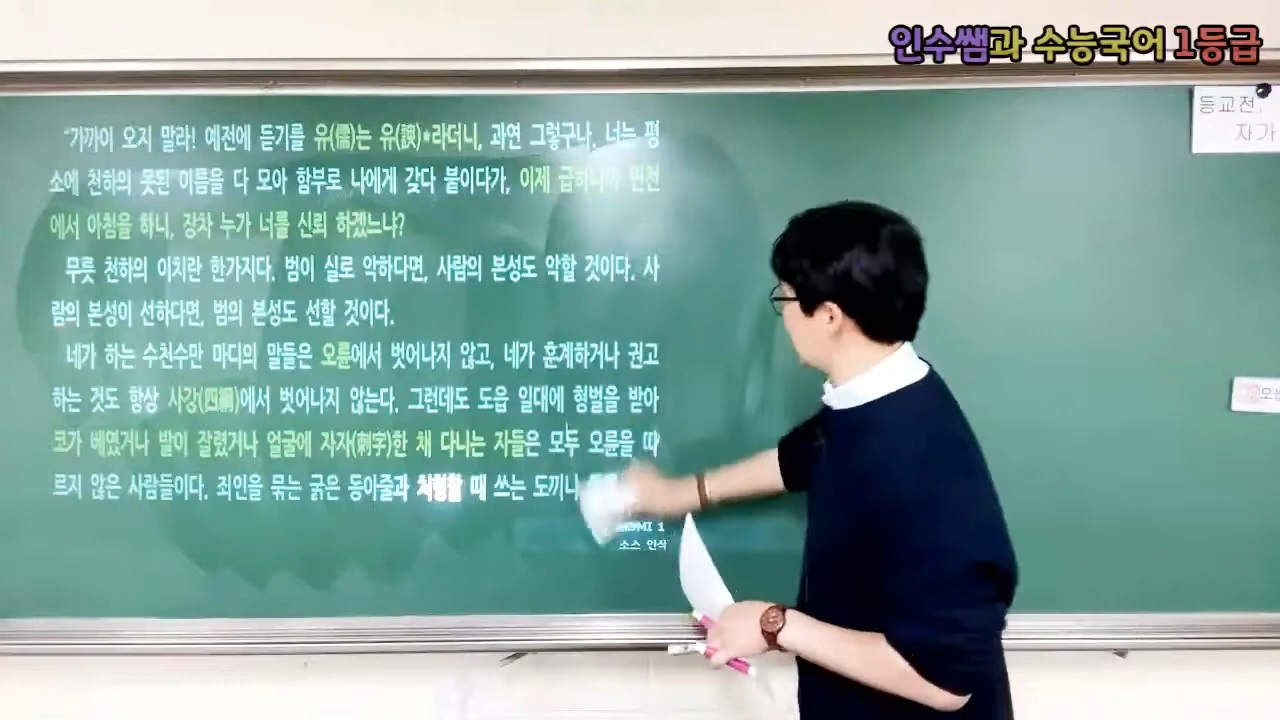 인수쌤과 수능국어 1등급
등교전,
자가
"가까이 오지 말라! 예전에 듣기를 유(儒)는 유(諛)*라더니, 과연 그렇구나. 너는 평
소에 천하의 못된 이름을 다 모아 함부로 나에게 갖다 붙이다가, 이제 급하니까 면전
에서 아첨을 하니, 장차 누가 너를 신뢰 하겠느냐?
무릇 천하의 이치란 한가지다. 범이 실로 악하다면, 사람의 본성도 악할 것이다. 사
람의 본성이 선하다면, 범의 본성도 선할 것이다.
네가 하는 수천수만 마디의 말들은 오륜에서 벗어나지 않고, 네가 훈계하거나 권고
하는 것도 항상 사강(四綱)에서 벗어나지 않는다. 그런데도 도읍 일대에 형벌을 받아
코가 베였거나 발이 잘렸거나 얼굴에 자자(刺字)한 채 다니는 자들은 모두 오륜을 따
르지 않은 사람들이다. 죄인을 묶는 굵은 동아줄과 처형할 때 쓰는 도끼나
HDMI 1
소스 인식